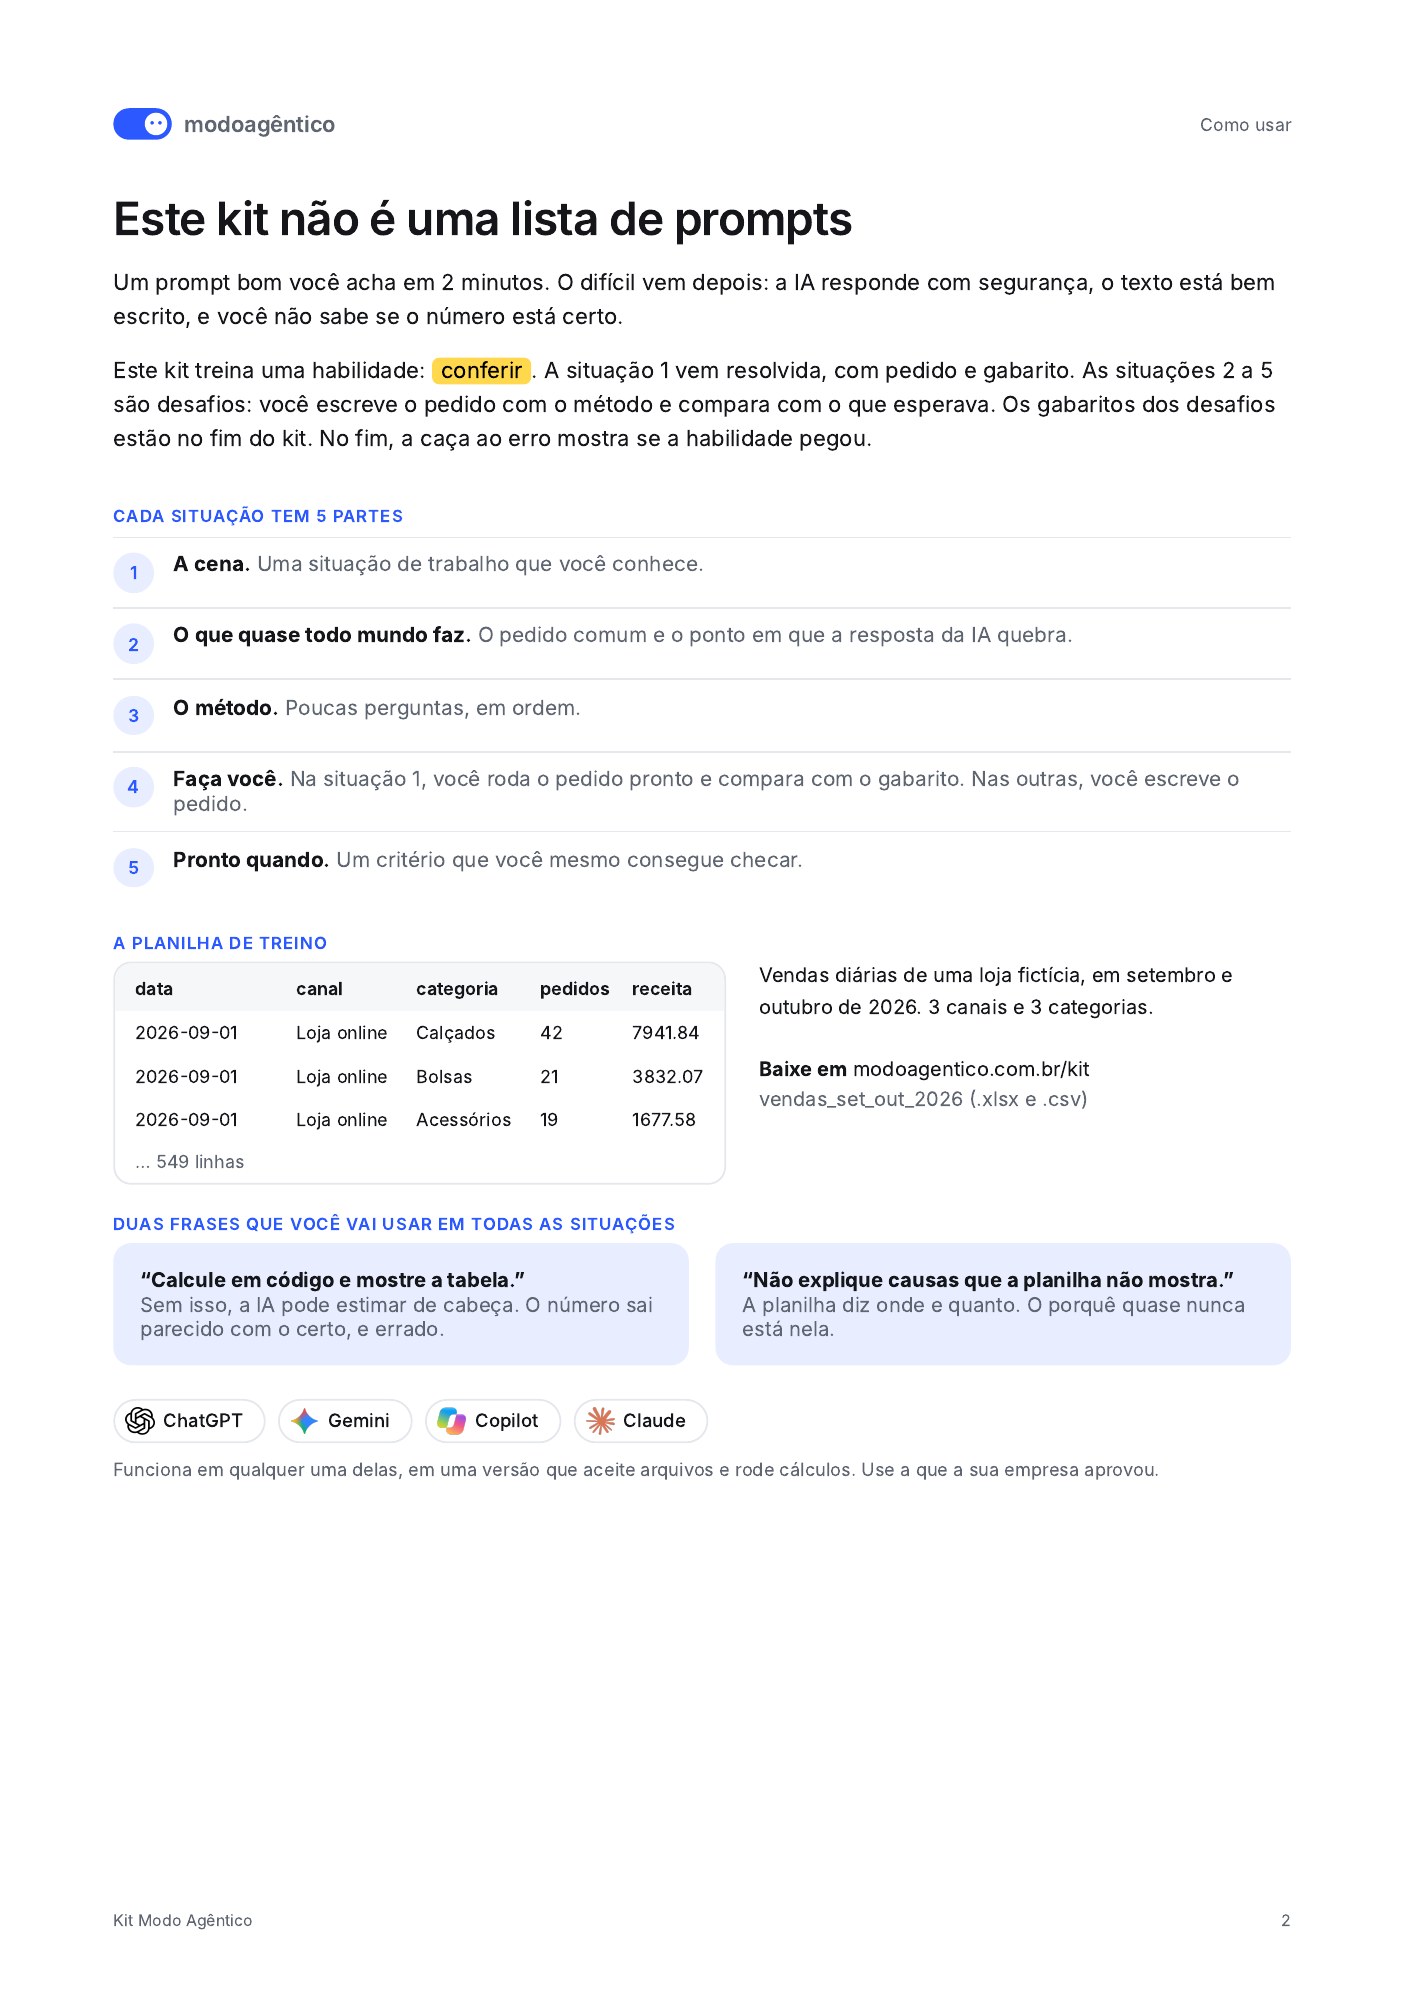 modoagêntico
Como usar
Este kit não é uma lista de prompts
Um prompt bom você acha em 2 minutos. O difícil vem depois: a IA responde com segurança, o texto está bem
escrito, e você não sabe se o número está certo.
Este kit treina uma habilidade: conferir. A situação 1 vem resolvida, com pedido e gabarito. As situações 2 a 5
são desafios: você escreve o pedido com o método e compara com o que esperava. Os gabaritos dos desafios
estão no fim do kit. No fim, a caça ao erro mostra se a habilidade pegou.
CADA SITUAÇÃO TEM 5 PARTES
1 A cena. Uma situação de trabalho que você conhece.
2 O que quase todo mundo faz. O pedido comum e o ponto em que a resposta da IA quebra.
3 O método. Poucas perguntas, em ordem.
4 Faça você. Na situação 1, você roda o pedido pronto e compara com o gabarito. Nas outras, você escreve o
pedido.
5 Pronto quando. Um critério que você mesmo consegue checar.
A PLANILHA DE TREINO
data canal categoria pedidos receita
2026-09-01 Loja online Calçados 42 7941.84
2026-09-01 Loja online Bolsas 21 3832.07
2026-09-01 Loja online Acessórios 19 1677.58
... 549 linhas
Vendas diárias de uma loja fictícia, em setembro e
outubro de 2026. 3 canais e 3 categorias.
Baixe em modoagentico.com.br/kit
vendas_set_out_2026 (.xlsx e .csv)
DUAS FRASES QUE VOCÊ VAI USAR EM TODAS AS SITUAÇÕES
“Calcule em código e mostre a tabela.”
Sem isso, a IA pode estimar de cabeça. O número sai
parecido com o certo, e errado.
“Não explique causas que a planilha não mostra.”
A planilha diz onde e quanto. O porquê quase nunca
está nela.
ChatGPT Gemini Copilot Claude
Funciona em qualquer uma delas, em uma versão que aceite arquivos e rode cálculos. Use a que a sua empresa aprovou.
Kit Modo Agêntico
2